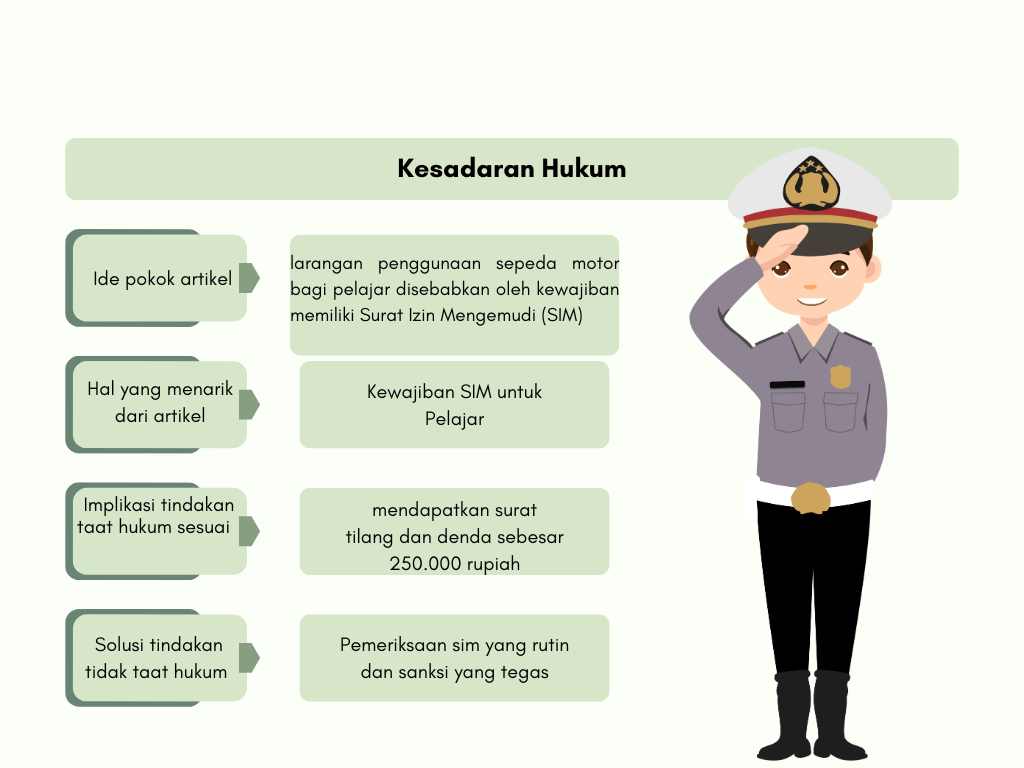 Kesadaran Hukum
Ide pokok artikel
larangan penggunaan sepeda motor
bagi pelajar disebabkan oleh kewajiban
memiliki Surat Izin Mengemudi (SIM)
Hal yang menarik
dari artikel
Kewajiban SIM untuk
Pelajar
Implikasi tindakan
taat hukum sesuai
mendapatkan surat
tilang dan denda sebesar
250.000 rupiah
Solusi tindakan
tidak taat hukum
Pemeriksaan sim yang rutin
dan sanksi yang tegas